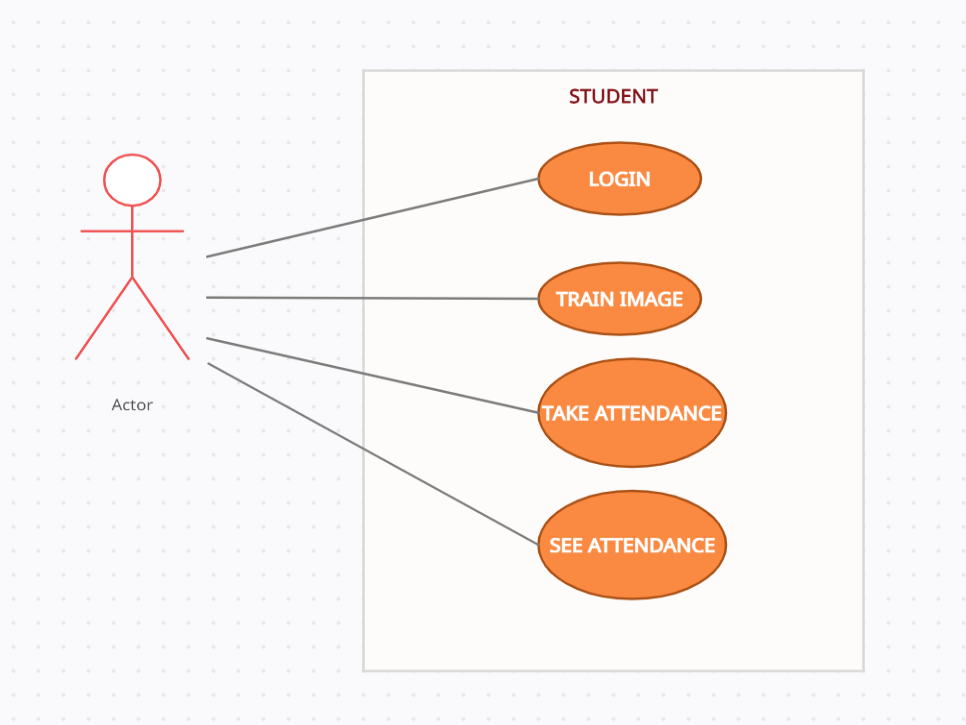 STUDENT
LOGIN
TRAIN IMAGE
TAKE ATTENDANCE
SEE ATTENDANCE
Actor